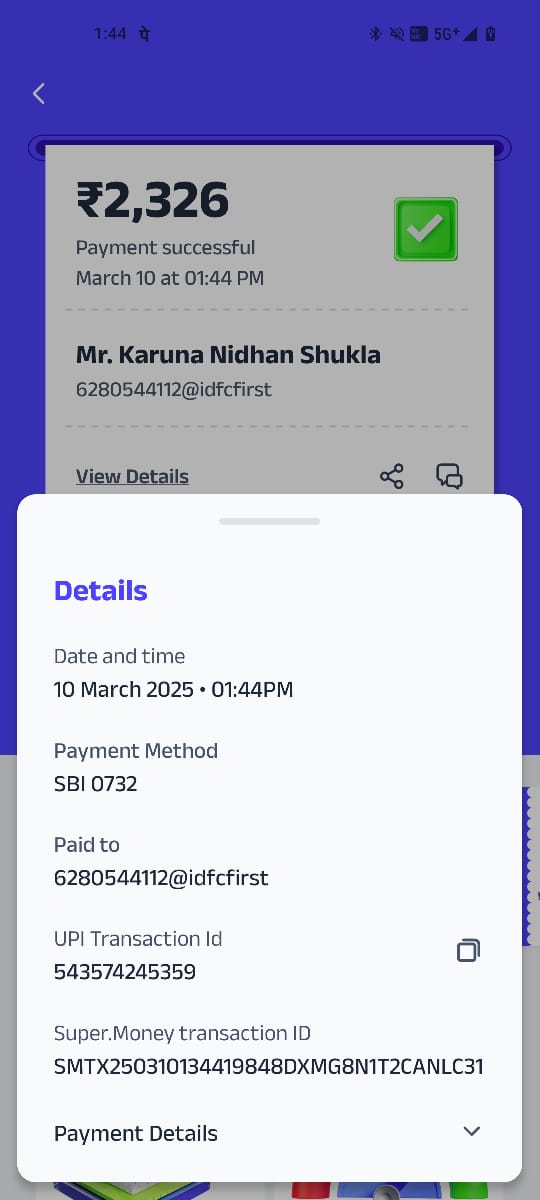 1:44 पे 5G+
₹2,326
Payment successful
March 10 at 01:44 PM
Mr. Karuna Nidhan Shukla
6280544112@idfcfirst
View Details
Details
Date and time
10 March 2025 • 01:44PM
Payment Method
SBI 0732
Paid to
6280544112@idfcfirst
UPI Transaction Id
543574245359
Super.Money transaction ID
SMTX250310134419848DXMG8N1T2CANLC31
Payment Details